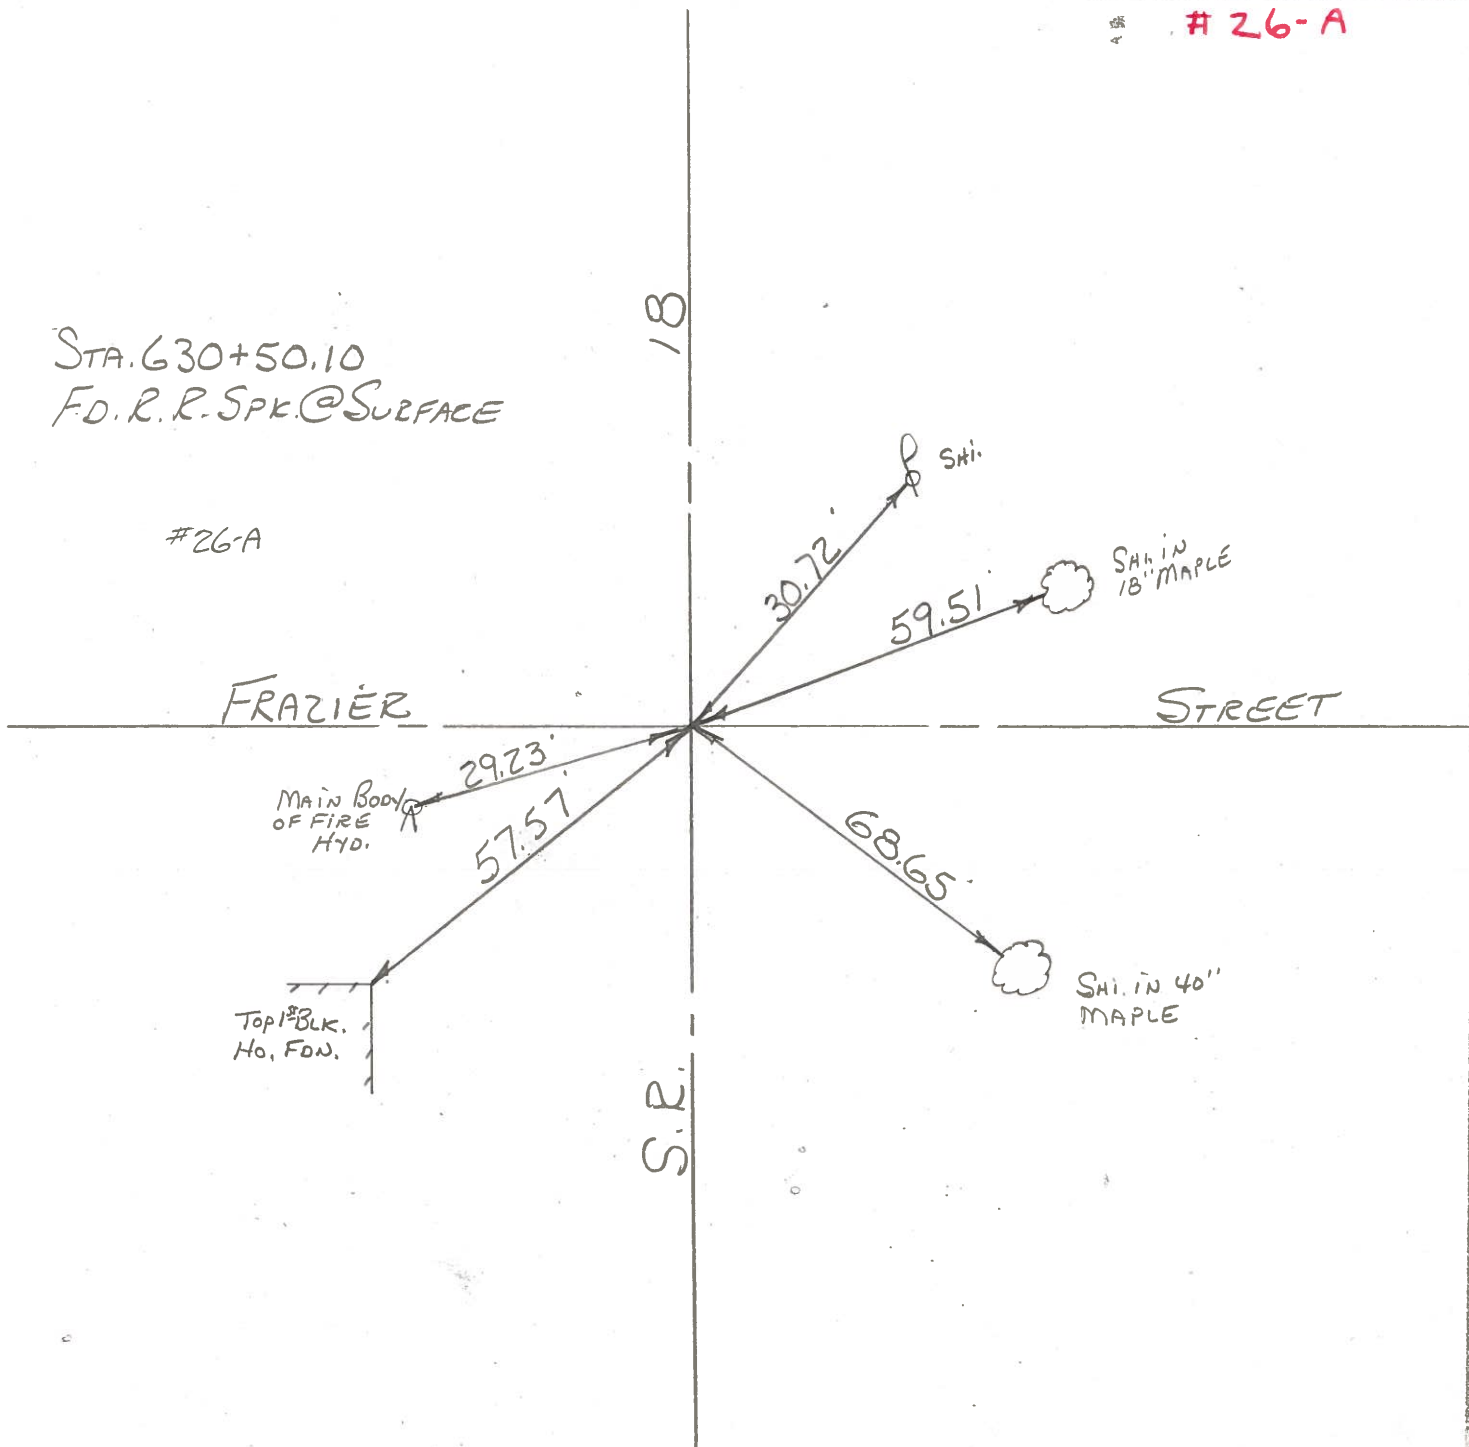 # 26-A
18
STA. 630+50.10
FD. R. R. SPK. @ SURFACE
SHI.
#26-A
30.72'
SHI. IN
18" MAPLE
59.51'
FRAZIER STREET
29.23'
MAIN BODY
OF FIRE
HYD.
57.57'
68.65'
SHI. IN 40"
MAPLE
TOP 1st BLK.
HO. FDN.
S.R.